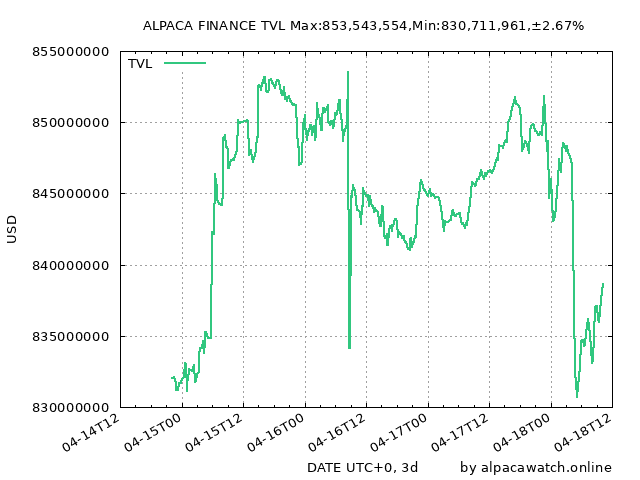 ALPACA FINANCE TVL Max:853,543,554,Min:830,711,961,±2.67%
TVL
855000000
850000000
845000000
840000000
835000000
830000000
USD
04-14T12
04-15T00
04-15T12
04-16T00
04-16T12
04-17T00
04-17T12
04-18T00
04-18T12
DATE UTC+0, 3d
by alpacawatch.online